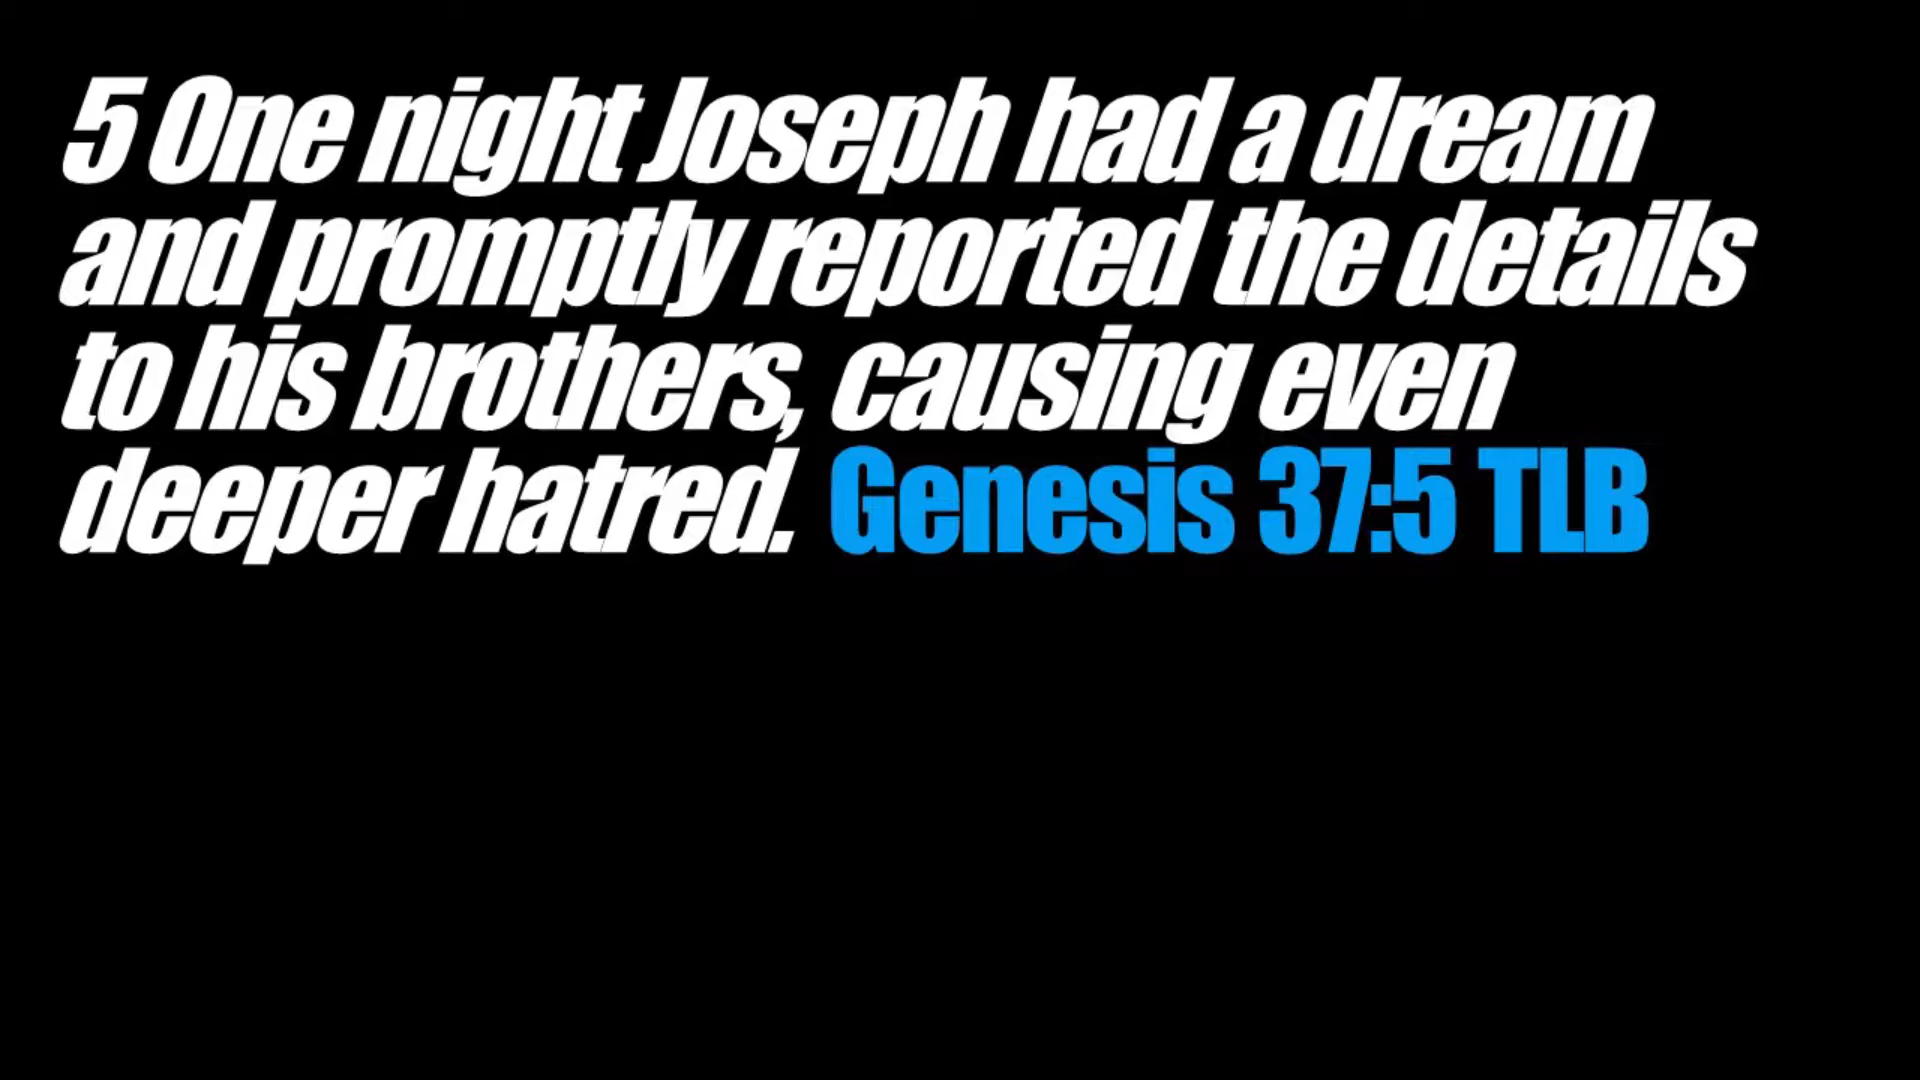 5 One night Joseph had a dream
and promptly reported the details
to his brothers, causing even
deeper hatred. Genesis 37:5 TLB